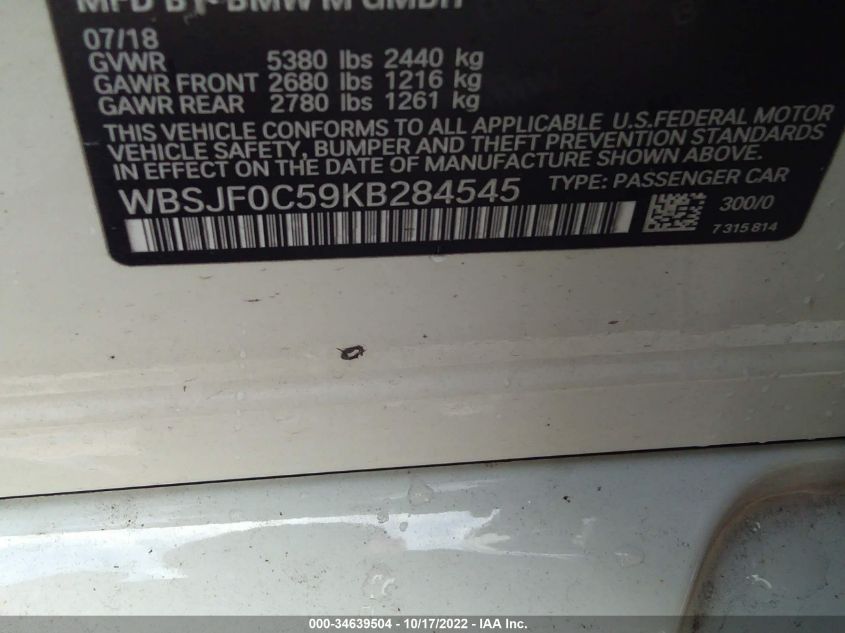 MFD BY BMW M GMBH
07/18
GVWR 5380 lbs 2440 kg
GAWR FRONT 2680 lbs 1216 kg
GAWR REAR 2780 lbs 1261 kg
THIS VEHICLE CONFORMS TO ALL APPLICABLE U.S.FEDERAL MOTOR
VEHICLE SAFETY, BUMPER AND THEFT PREVENTION STANDARDS
IN EFFECT ON THE DATE OF MANUFACTURE SHOWN ABOVE.
WBSJF0C59KB284545 TYPE: PASSENGER CAR
300/0
7 315 814
000-34639504 - 10/17/2022 - IAA Inc.